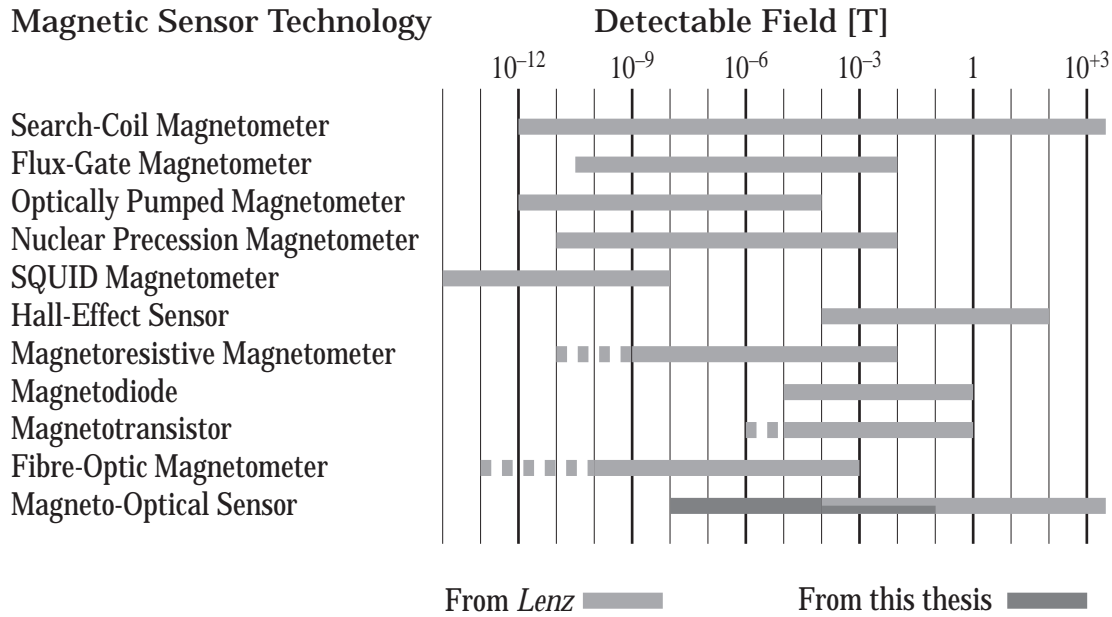 Magnetic Sensor Technology Detectable Field [T]
10–12 10–9 10–6 10–3 1 10+3
Search-Coil Magnetometer
Flux-Gate Magnetometer
Optically Pumped Magnetometer
Nuclear Precession Magnetometer
SQUID Magnetometer
Hall-Effect Sensor
Magnetoresistive Magnetometer
Magnetodiode
Magnetotransistor
Fibre-Optic Magnetometer
Magneto-Optical Sensor
From Lenz From this thesis